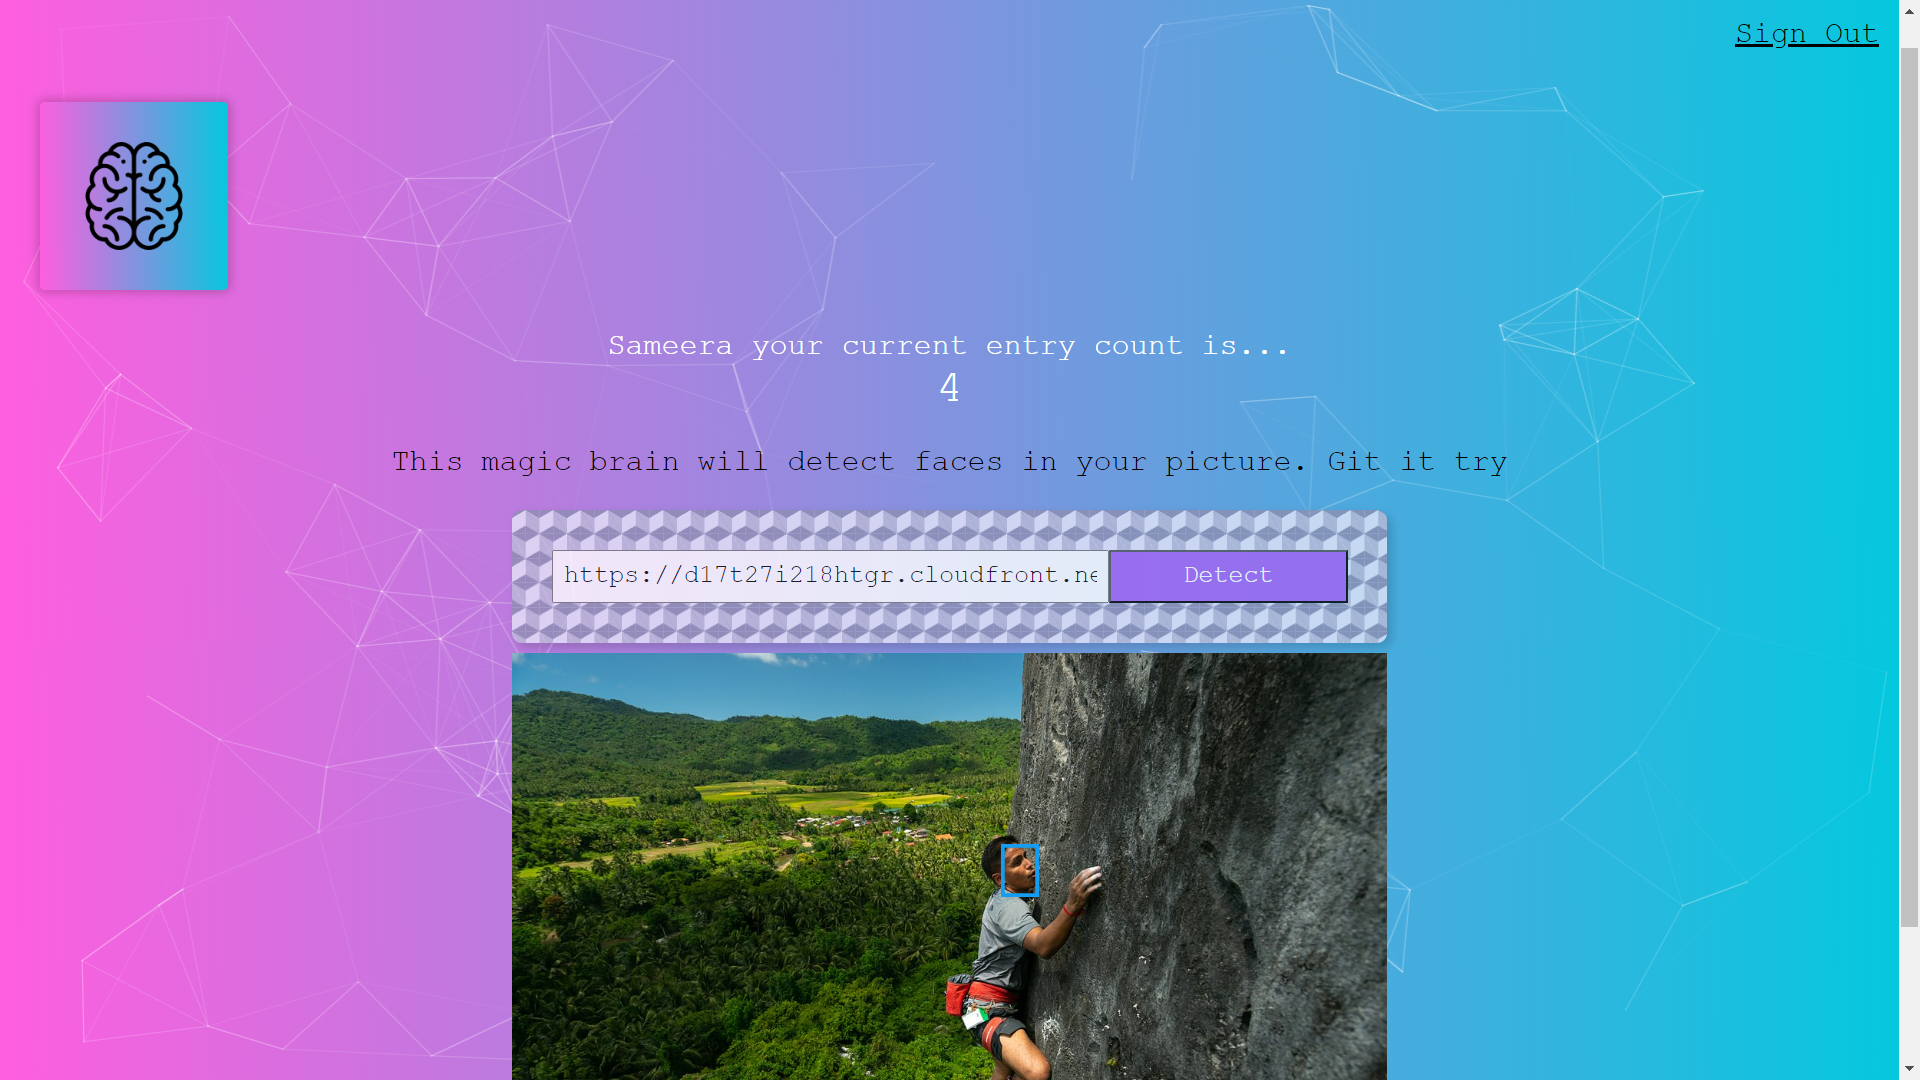 Sign Out
Sameera your current entry count is...
4
This magic brain will detect faces in your picture. Git it try
https://d17t27i218htgr.cloudfront.ne
Detect